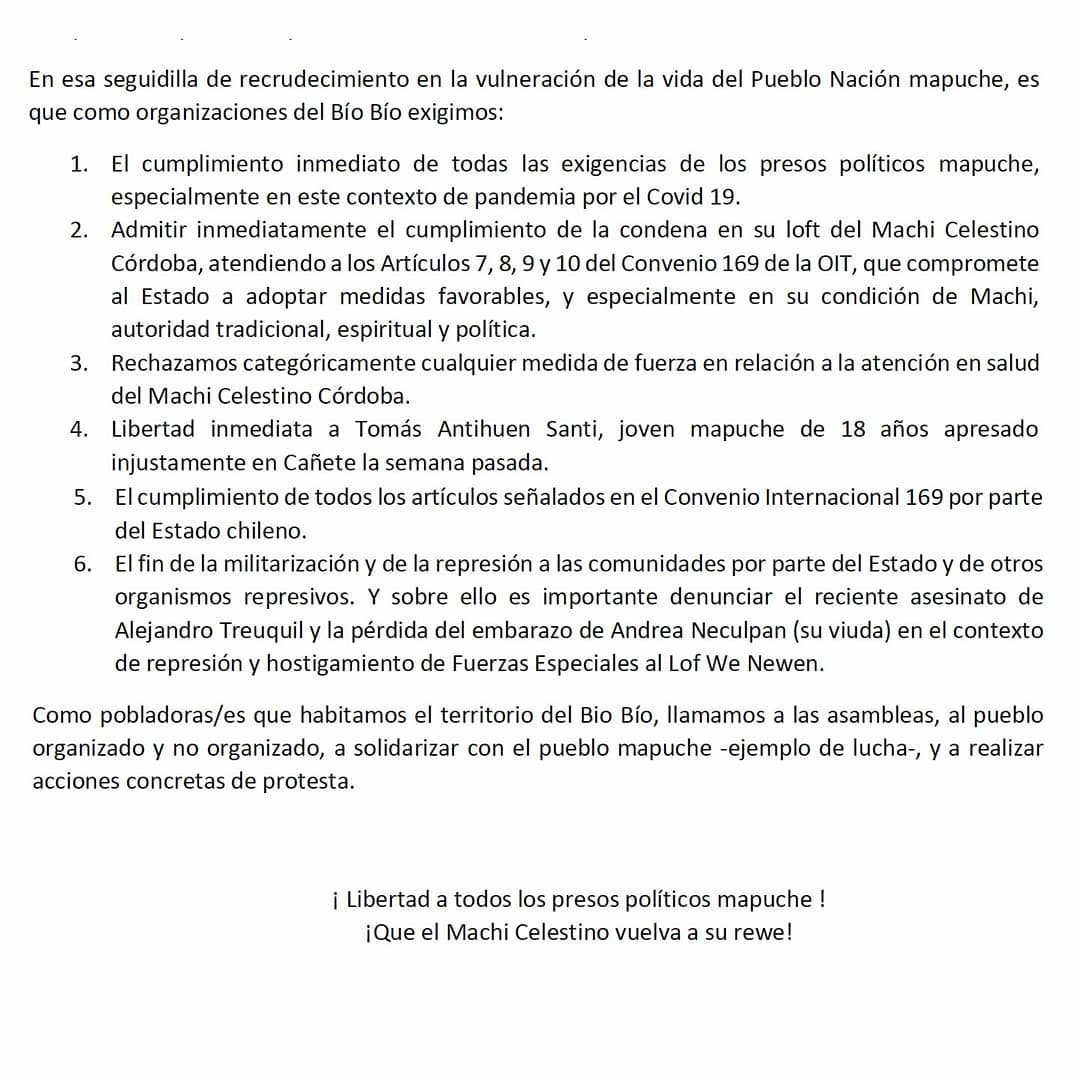 En esa seguidilla de recrudecimiento en la vulneración de la vida del Pueblo Nación mapuche, es
que como organizaciones del Bío Bío exigimos:
1. El cumplimiento inmediato de todas las exigencias de los presos políticos mapuche,
especialmente en este contexto de pandemia por el Covid 19.
2. Admitir inmediatamente el cumplimiento de la condena en su loft del Machi Celestino
Córdoba, atendiendo a los Artículos 7, 8, 9 y 10 del Convenio 169 de la OIT, que compromete
al Estado a adoptar medidas favorables, y especialmente en su condición de Machi,
autoridad tradicional, espiritual y política.
3. Rechazamos categóricamente cualquier medida de fuerza en relación a la atención en salud
del Machi Celestino Córdoba.
4. Libertad inmediata a Tomás Antihuen Santi, joven mapuche de 18 años apresado
injustamente en Cañete la semana pasada.
5. El cumplimiento de todos los artículos señalados en el Convenio Internacional 169 por parte
del Estado chileno.
6. El fin de la militarización y de la represión a las comunidades por parte del Estado y de otros
organismos represivos. Y sobre ello es importante denunciar el reciente asesinato de
Alejandro Treuquil y la pérdida del embarazo de Andrea Neculpan (su viuda) en el contexto
de represión y hostigamiento de Fuerzas Especiales al Lof We Newen.
Como pobladoras/es que habitamos el territorio del Bio Bío, llamamos a las asambleas, al pueblo
organizado y no organizado, a solidarizar con el pueblo mapuche -ejemplo de lucha-, y a realizar
acciones concretas de protesta.
¡ Libertad a todos los presos políticos mapuche !
¡Que el Machi Celestino vuelva a su rewe!